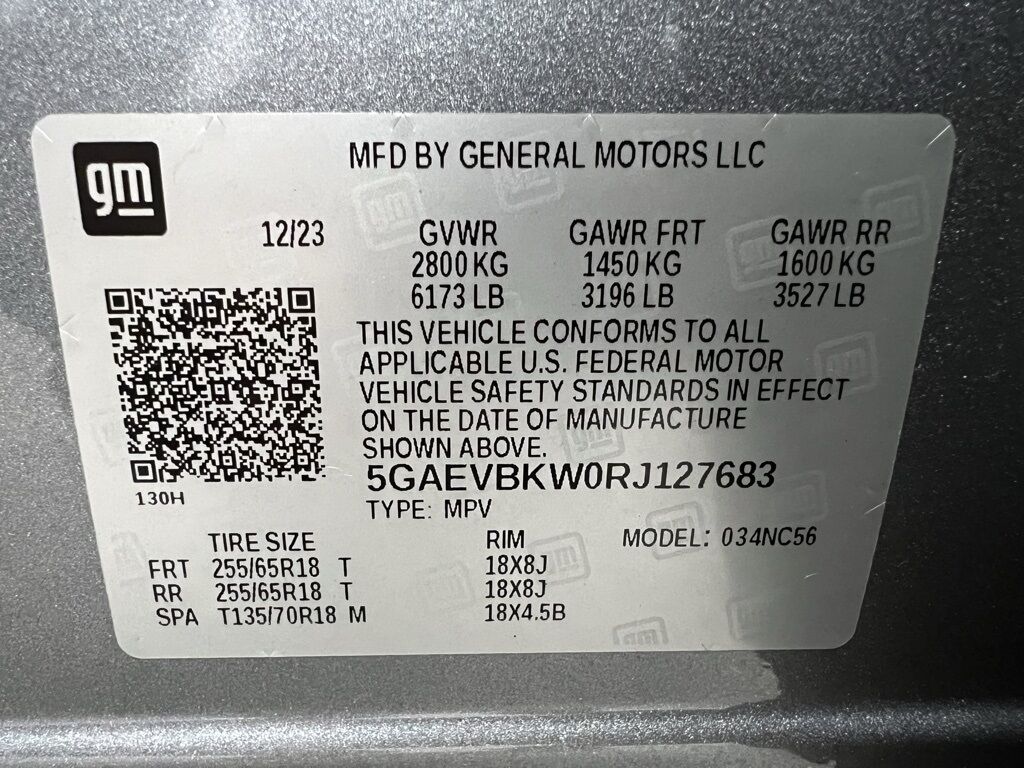 gm
MFD BY GENERAL MOTORS LLC
12/23 GVWR GAWR FRT GAWR RR
2800 KG 1450 KG 1600 KG
6173 LB 3196 LB 3527 LB
THIS VEHICLE CONFORMS TO ALL
APPLICABLE U.S. FEDERAL MOTOR
VEHICLE SAFETY STANDARDS IN EFFECT
ON THE DATE OF MANUFACTURE
SHOWN ABOVE.
5GAEVBKW0RJ127683
130H
TYPE: MPV
TIRE SIZE RIM MODEL: 034NC56
FRT 255/65R18 T 18X8J
RR 255/65R18 T 18X8J
SPA T135/70R18 M 18X4.5B